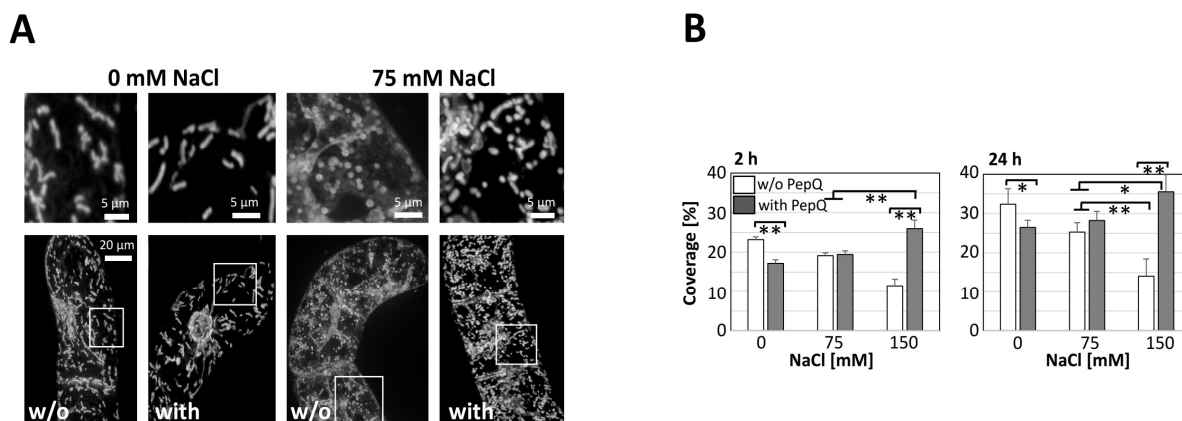 A
0 mM NaCl
75 mM NaCl
5 µm
5 µm
5 µm
5 µm
20 µm
w/o
with
w/o
with
B
2 h
24 h
Coverage [%]
40
30
20
10
0
w/o PepQ
with PepQ
**
**
**
0
75
150
NaCl [mM]
40
30
20
10
0
*
*
**
**
0
75
150
NaCl [mM]